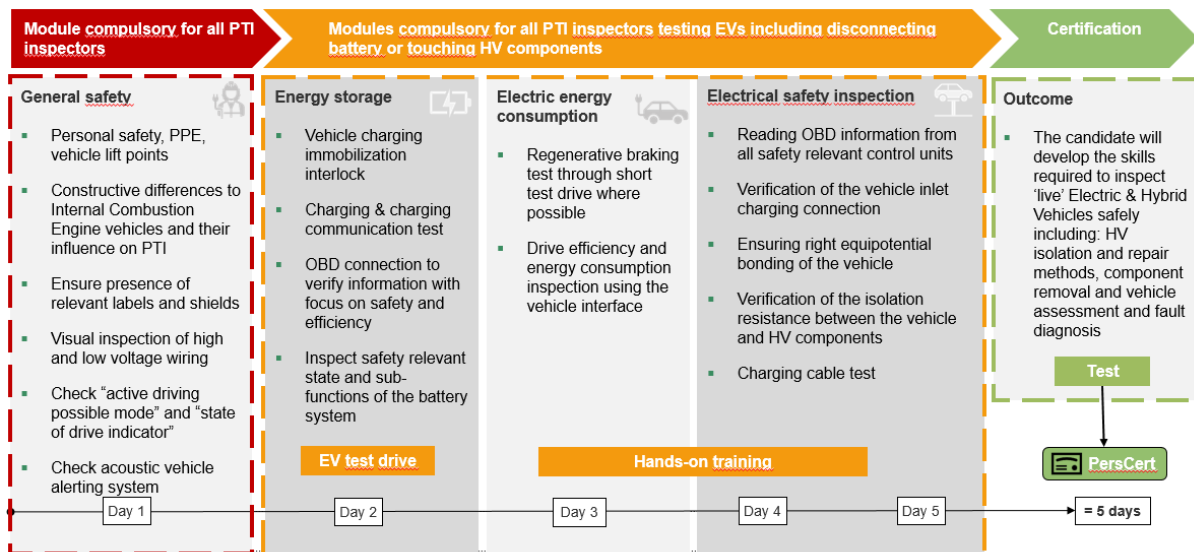 Module compulsory for all PTI
inspectors
Modules compulsory for all PTI inspectors testing EVs including disconnecting
battery or touching HV components
Certification
General safety
Personal safety, PPE,
vehicle lift points
Constructive differences to
Internal Combustion
Engine vehicles and their
influence on PTI
Ensure presence of
relevant labels and shields
Visual inspection of high
and low voltage wiring
Check “active driving
possible mode” and “state
of drive indicator”
Check acoustic vehicle
alerting system
Energy storage
Vehicle charging
immobilization
interlock
Charging & charging
communication test
OBD connection to
verify information with
focus on safety and
efficiency
Inspect safety relevant
state and sub-
functions of the battery
system
EV test drive
Electric energy
consumption
Regenerative braking
test through short
test drive where
possible
Drive efficiency and
energy consumption
inspection using the
vehicle interface
Electrical safety inspection
Reading OBD information from
all safety relevant control units
Verification of the vehicle inlet
charging connection
Ensuring right equipotential
bonding of the vehicle
Verification of the isolation
resistance between the vehicle
and HV components
Charging cable test
Hands-on training
Outcome
The candidate will
develop the skills
required to inspect
‘live’ Electric & Hybrid
Vehicles safely
including: HV
isolation and repair
methods, component
removal and vehicle
assessment and fault
diagnosis
Test
PersCert
Day 1
Day 2
Day 3
Day 4
Day 5
= 5 days